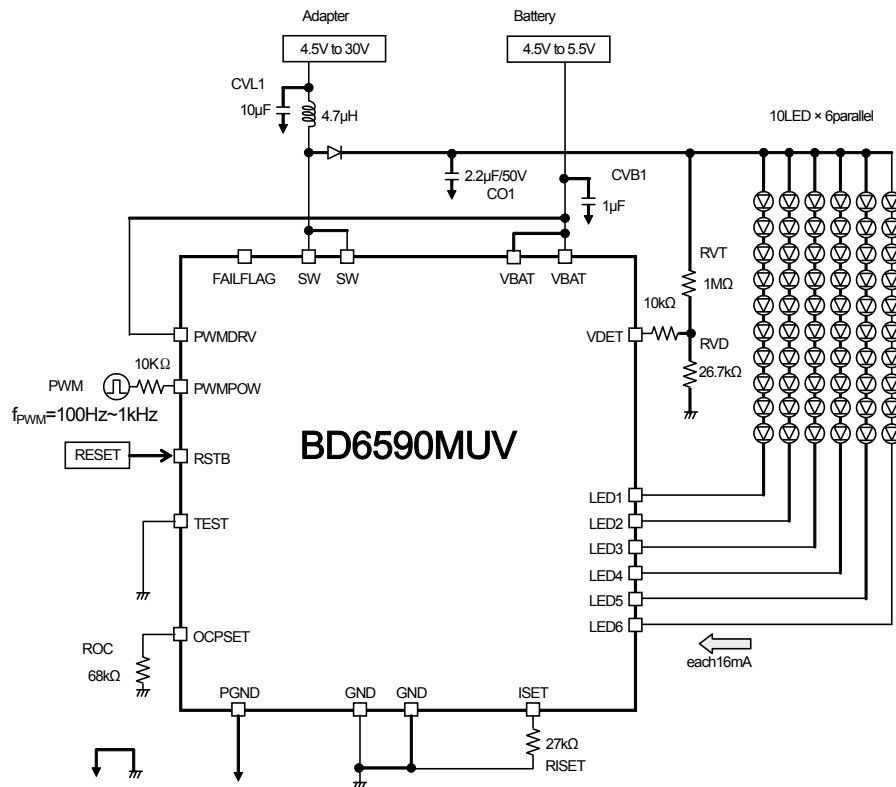 Adapter
Battery
4.5V to 30V
4.5V to 5.5V
CVL1
10µF
4.7µH
10LED × 6parallel
2.2µF/50V
CO1
CVB1
1µF
FAILFLAG
SW
SW
VBAT
VBAT
RVT
1MΩ
10kΩ
PWMDRV
VDET
RVD
26.7kΩ
10KΩ
PWM
PWMPOW
fPWM=100Hz~1kHz
BD6590MUV
RESET
RSTB
LED1
TEST
LED2
LED3
LED4
LED5
LED6
OCPSET
ROC
68kΩ
each16mA
PGND
GND
GND
ISET
27kΩ
RISET